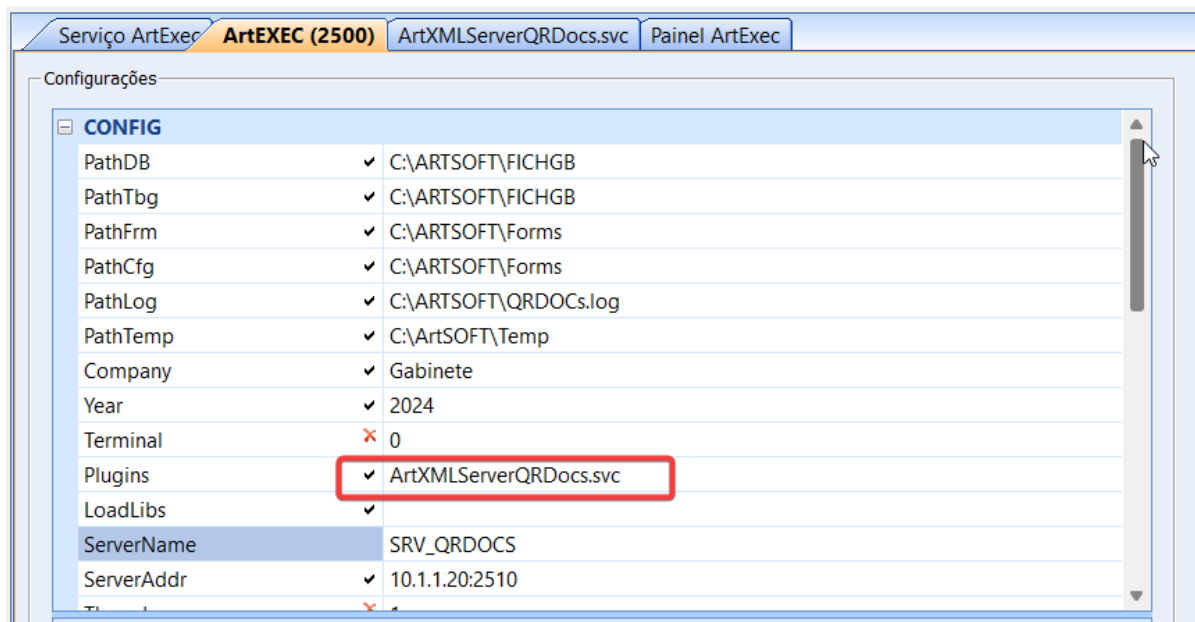 Serviço ArtExec ArtEXEC (2500) ArtXMLServerQRDocs.svc Painel ArtExec
Configurações
CONFIG
PathDB C:\ARTSOFT\FICHGB
PathTbg C:\ARTSOFT\FICHGB
PathFrm C:\ARTSOFT\Forms
PathCfg C:\ARTSOFT\Forms
PathLog C:\ARTSOFT\QRDOCs.log
PathTemp C:\ArtSOFT\Temp
Company Gabinete
Year 2024
Terminal 0
Plugins ArtXMLServerQRDocs.svc
LoadLibs
ServerName SRV_QRDOCS
ServerAddr 10.1.1.20:2510